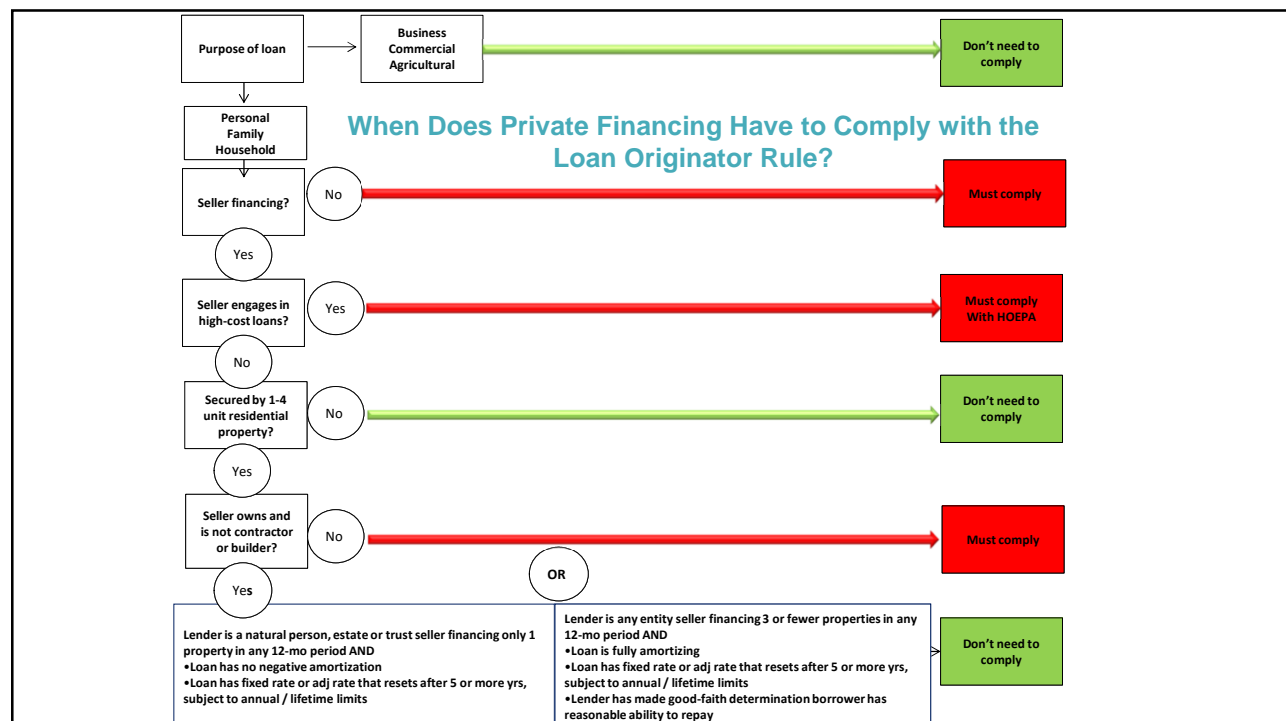 Purpose of loan
Business
Commercial
Agricultural
Don't need to
comply
Personal
Family
Household
When Does Private Financing Have to Comply with the
Loan Originator Rule?
Seller financing?
No
Must comply
Yes
Seller engages in
high-cost loans?
Yes
Must comply
With HOEPA
No
Secured by 1-4
unit residential
property?
No
Don't need to
comply
Yes
Seller owns and
is not contractor
or builder?
No
Must comply
Yes
OR
Lender is a natural person, estate or trust seller financing only 1
property in any 12-mo period AND
•Loan has no negative amortization
•Loan has fixed rate or adj rate that resets after 5 or more yrs,
subject to annual / lifetime limits
Lender is any entity seller financing 3 or fewer properties in any
12-mo period AND
•Loan is fully amortizing
•Loan has fixed rate or adj rate that resets after 5 or more yrs,
subject to annual / lifetime limits
•Lender has made good-faith determination borrower has
reasonable ability to repay
Don't need to
comply